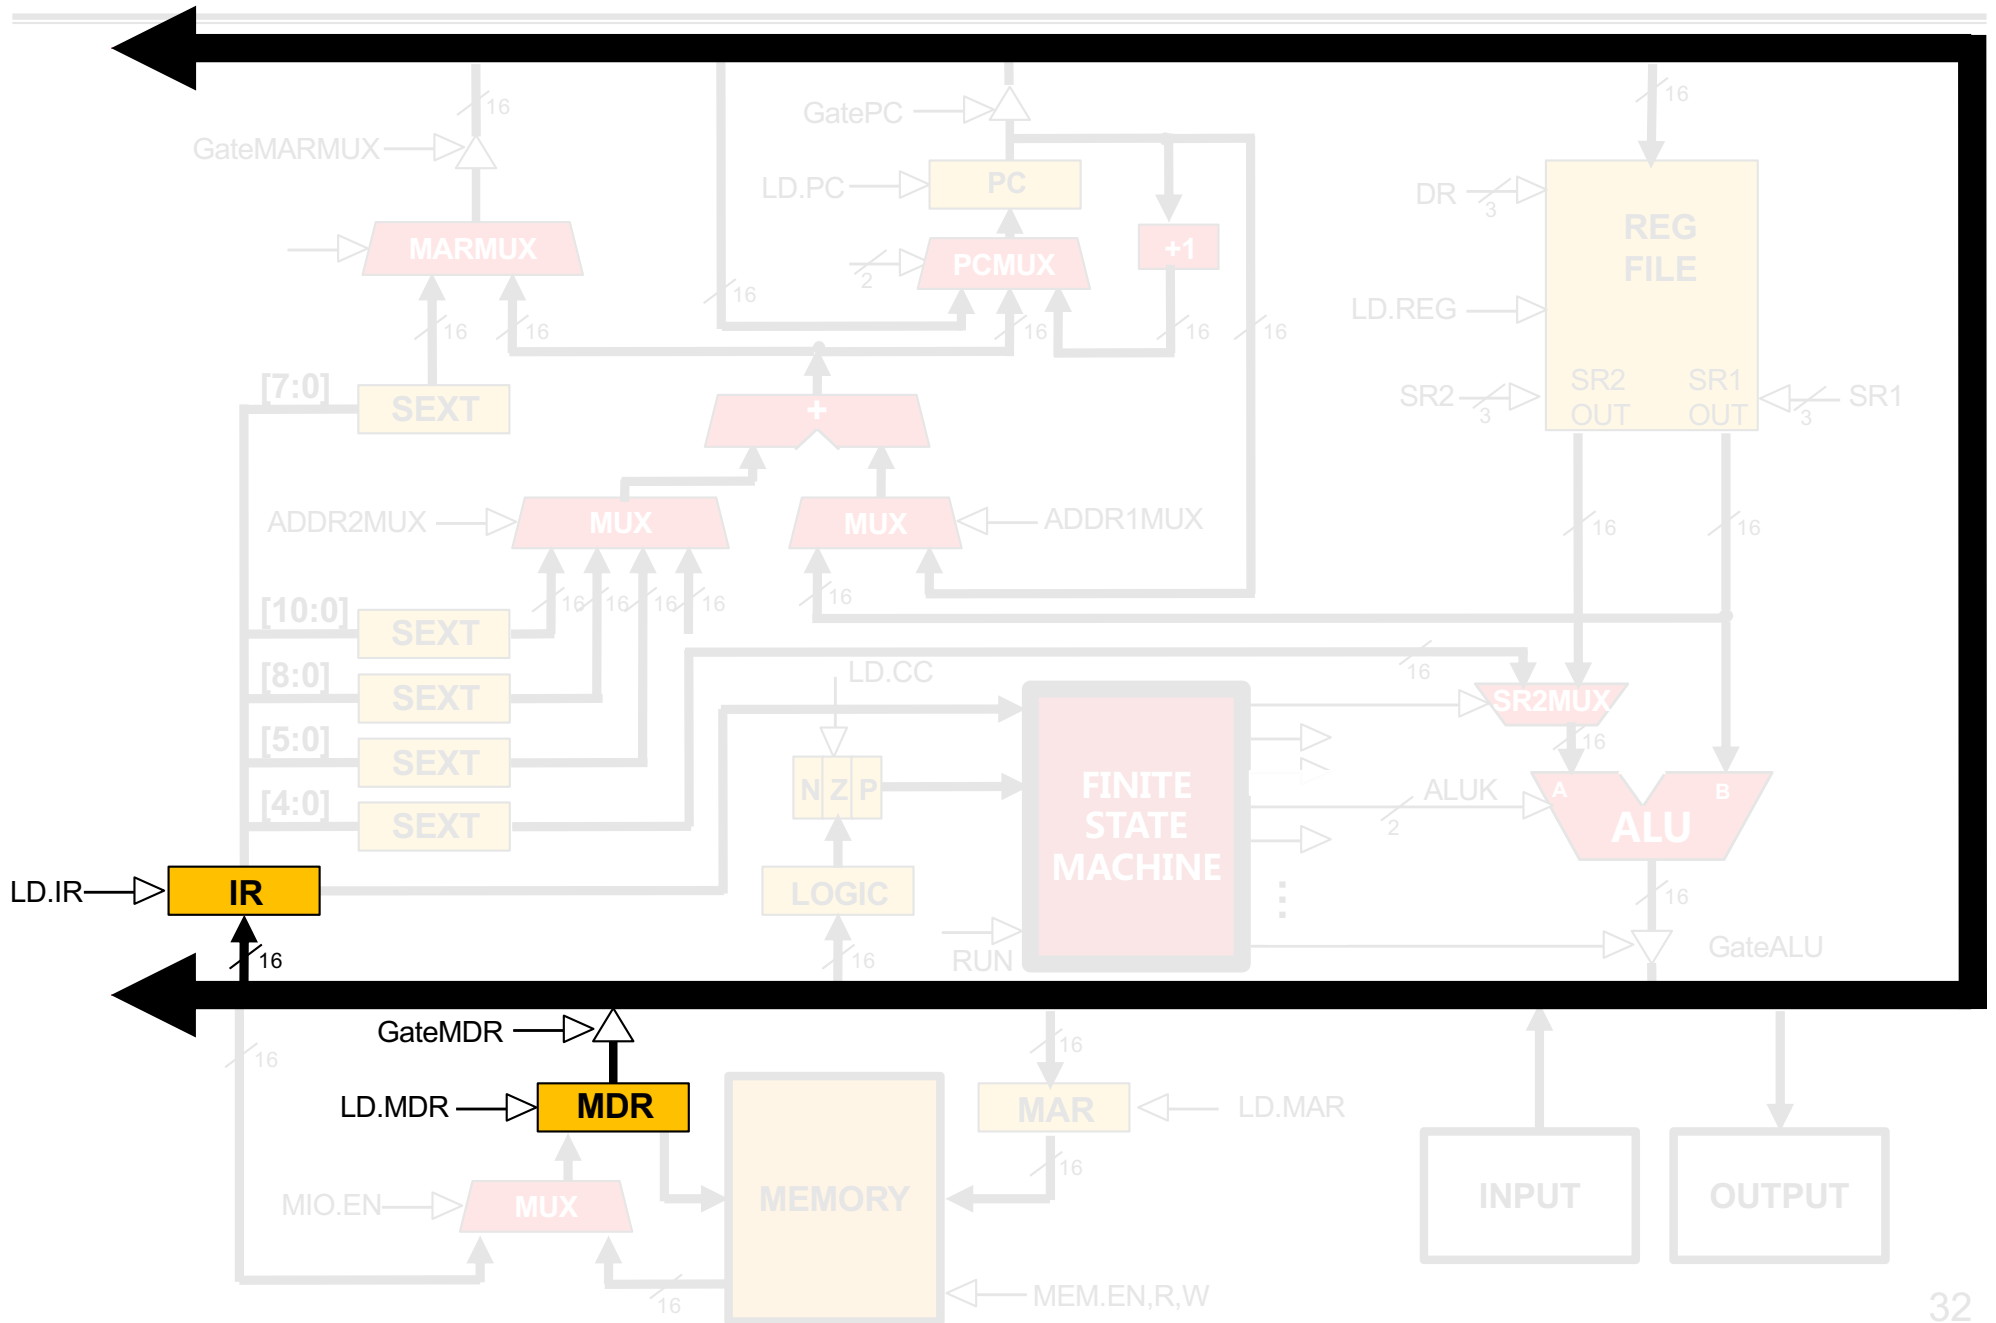 16
16
GatePC
GateMARMUX
16
LD.PC
PC
DR
3
REG
FILE
MARMUX
PCMUX
+1
2
16
LD.REG
16
16
16
16
16
[7:0]
SEXT
+
SR2
3
SR2
OUT
SR1
OUT
3
SR1
ADDR2MUX
MUX
MUX
ADDR1MUX
16
16
[10:0]
SEXT
16
16
16
16
16
[8:0]
SEXT
LD.CC
16
SR2MUX
[5:0]
SEXT
16
N
Z
P
FINITE
STATE
MACHINE
ALUK
2
A
B
ALU
[4:0]
SEXT
LD.IR
IR
LOGIC
16
16
16
RUN
GateALU
GateMDR
16
16
LD.MDR
MDR
MAR
LD.MAR
16
MIO.EN
MUX
MEMORY
INPUT
OUTPUT
16
MEM.EN,R,W
32